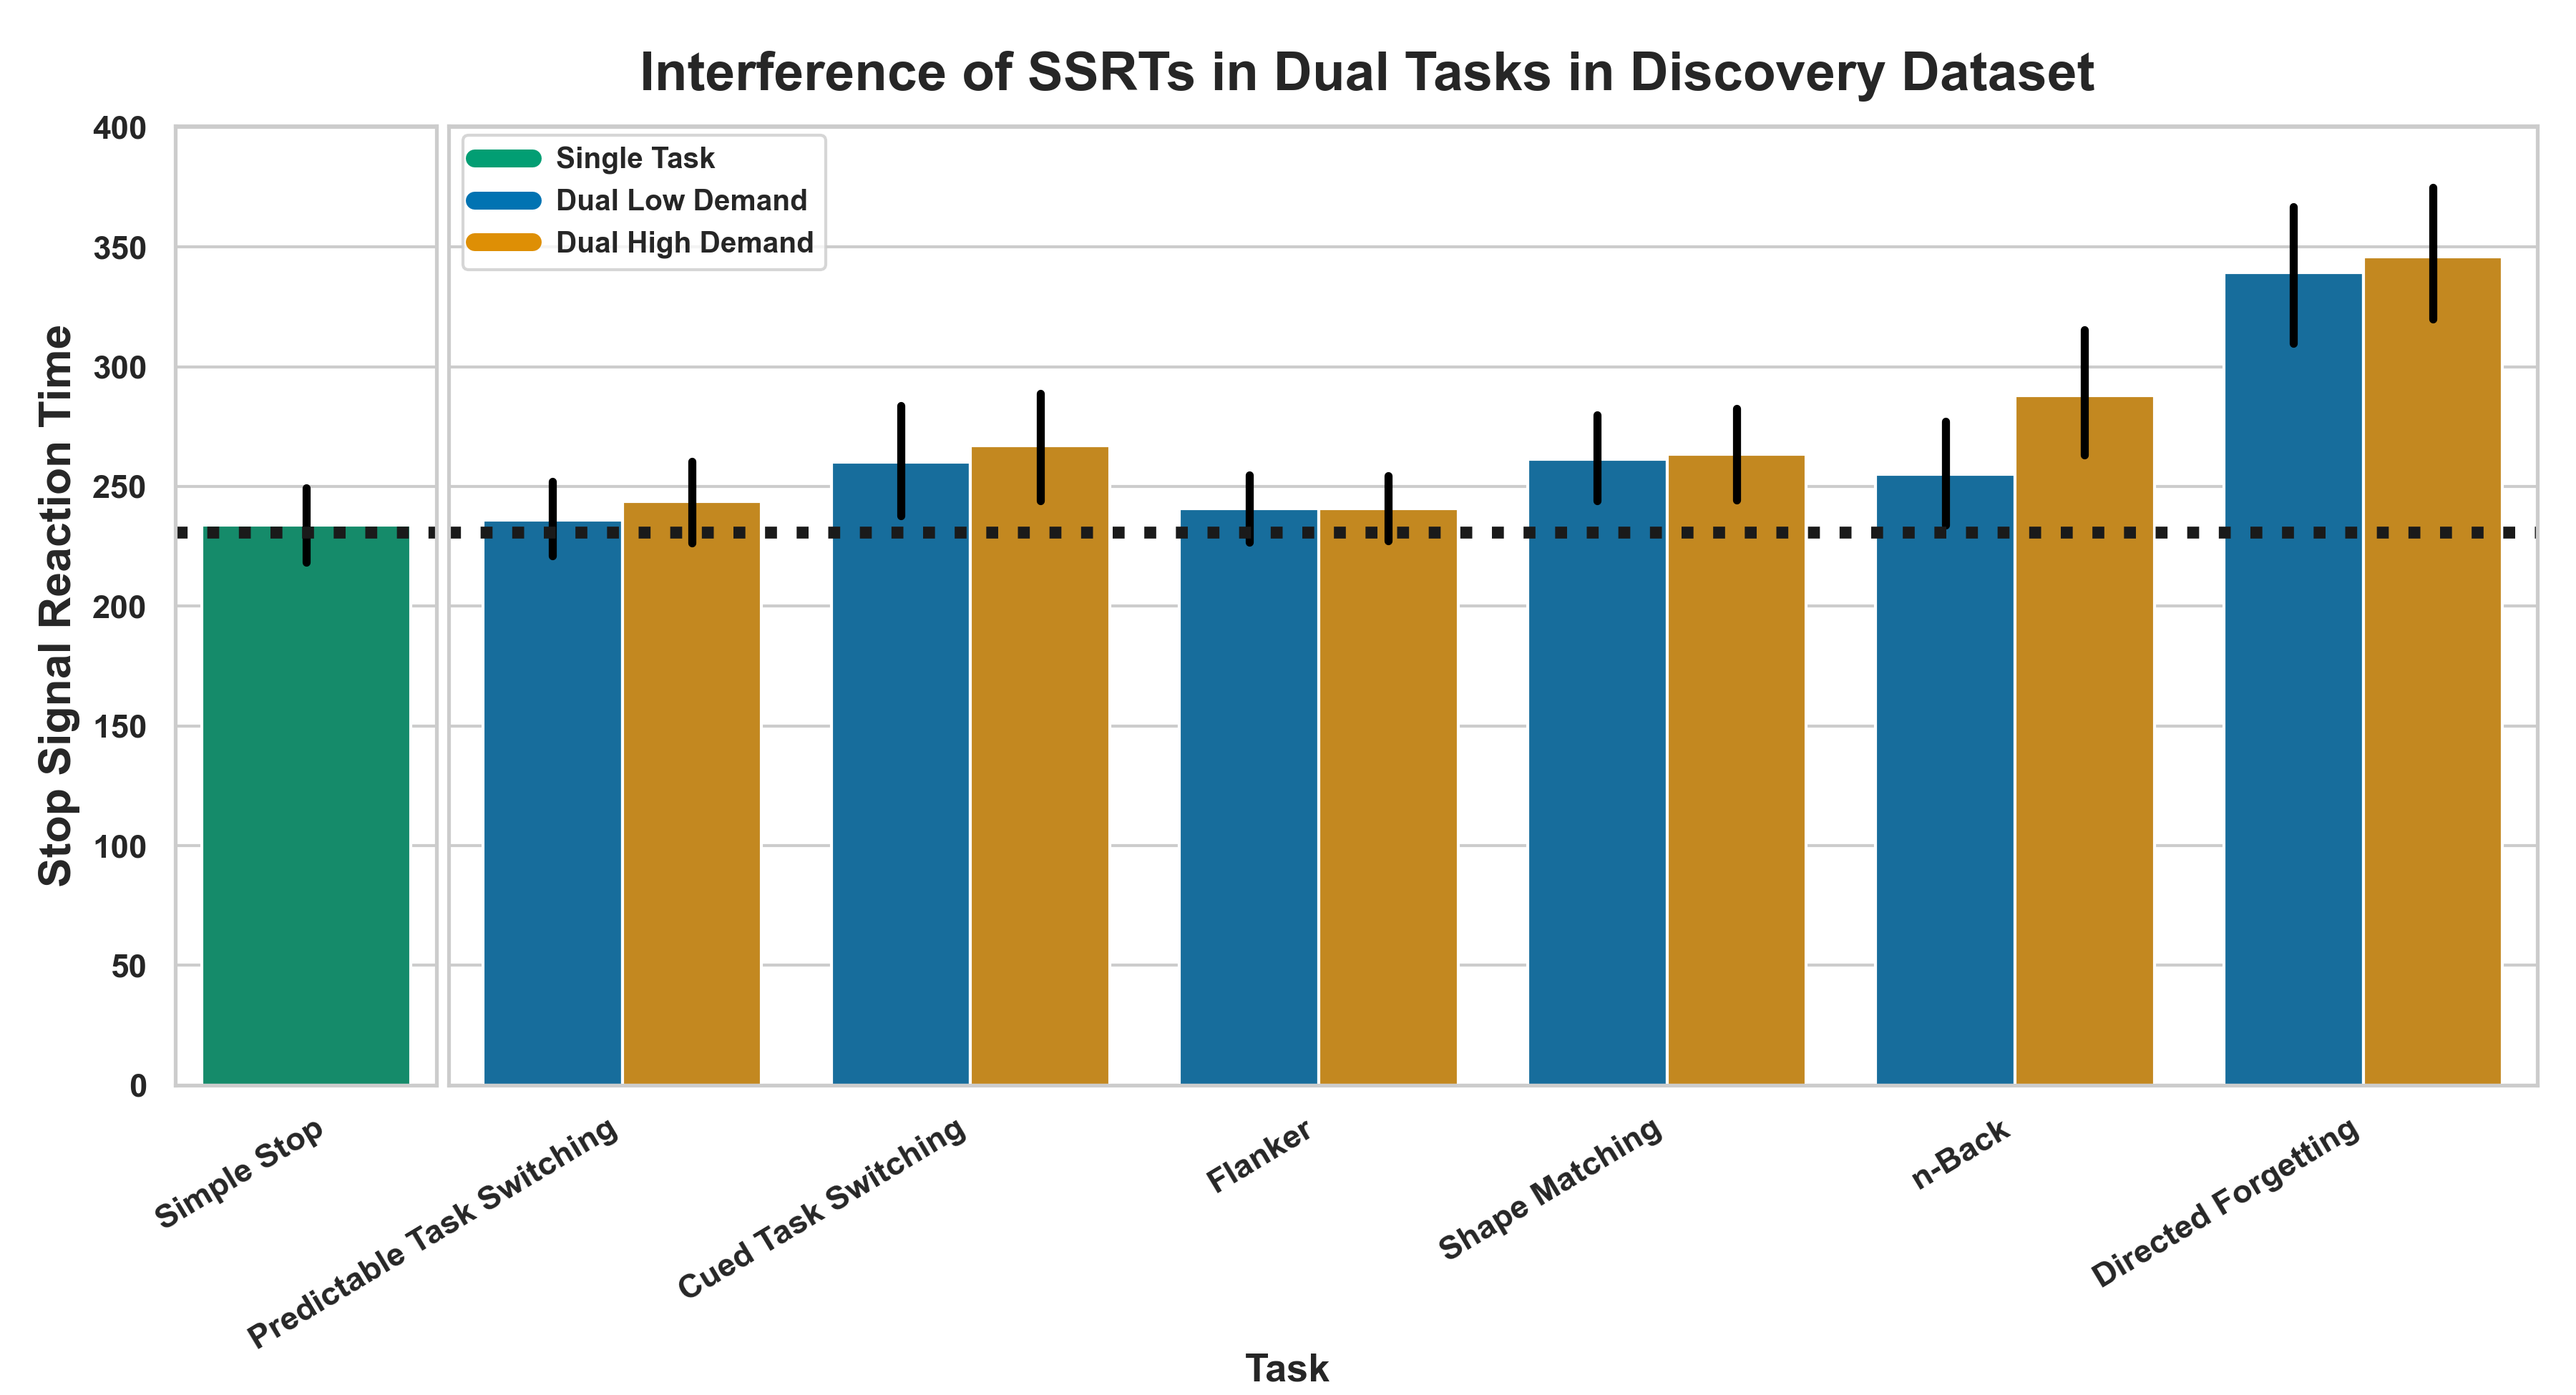 Interference of SSRTs in Dual Tasks in Discovery Dataset
Stop Signal Reaction Time
400
350
300
250
200
150
100
50
0
Single Task
Dual Low Demand
Dual High Demand
Simple Stop
Predictable Task Switching
Cued Task Switching
Flanker
Shape Matching
n-Back
Directed Forgetting
Task